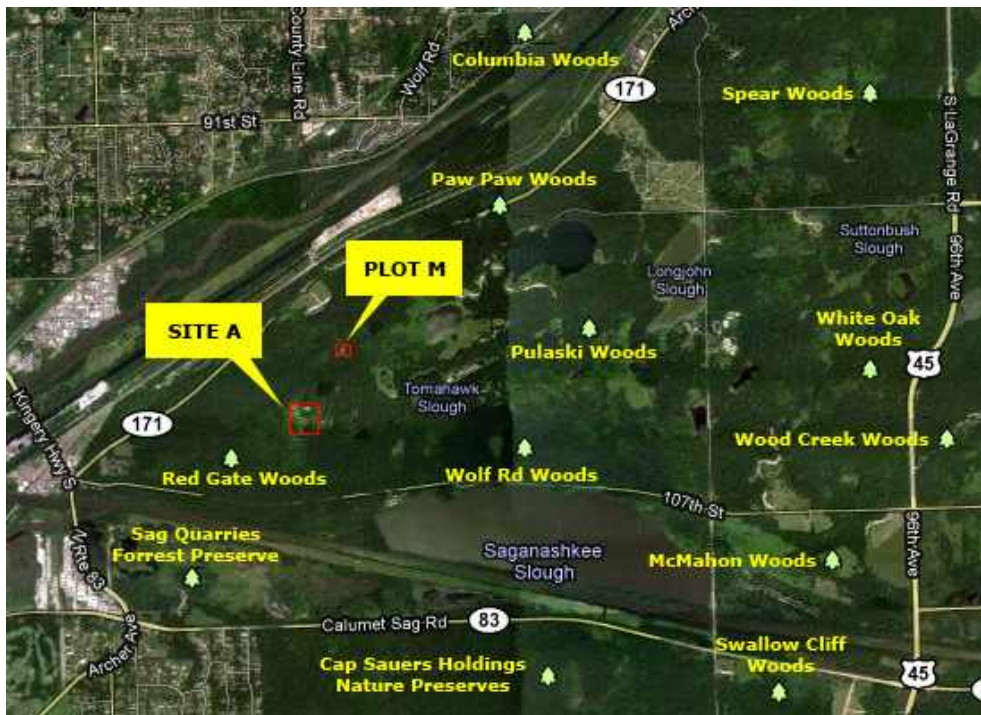 County Line Rd
Wolf Rd
Columbia Woods
171
Spear Woods
91st St
S LaGrange Rd
Paw Paw Woods
Suttonbush
Slough
96th Ave
PLOT M
Longjohn
Slough
SITE A
White Oak
Woods
Pulaski Woods
45
Tomahawk
Slough
Kingery Hwy S
171
Wood Creek Woods
Red Gate Woods
Wolf Rd Woods
107th St
Sag Quarries
Forrest Preserve
N Rte 83
Saganashkee
Slough
McMahon Woods
96th Ave
Calumet Sag Rd
83
Archer Ave
Cap Sauers Holdings
Nature Preserves
Swallow Cliff
Woods
45